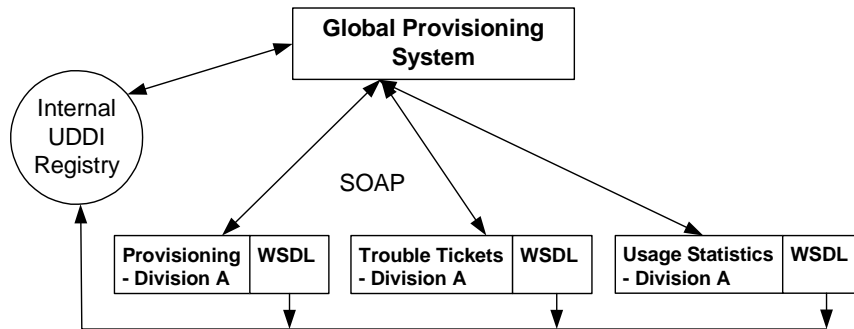 Global Provisioning
System
Internal
UDDI
Registry
SOAP
Provisioning
- Division A
WSDL
Trouble Tickets
- Division A
WSDL
Usage Statistics
- Division A
WSDL